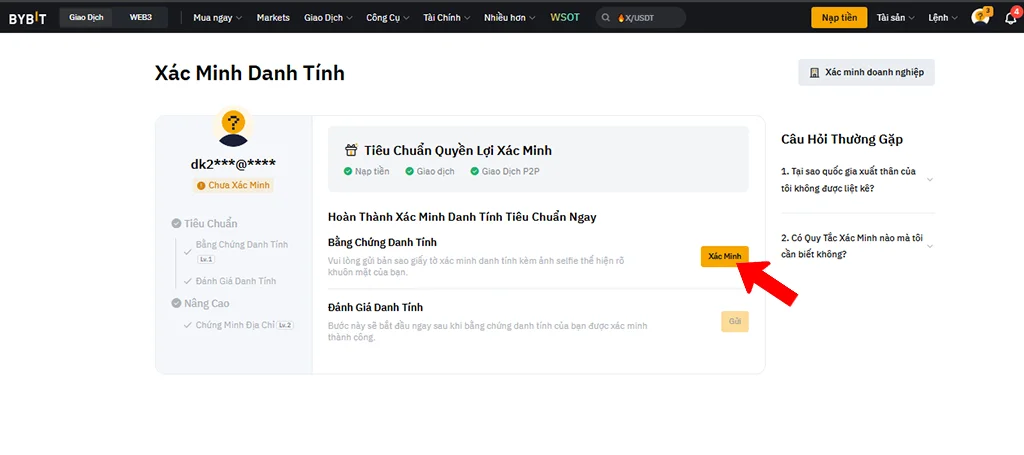 BYBIT Giao Dịch WEB3 Mua ngay Markets Giao Dịch Công Cụ Tài Chính Nhiều hơn WSOT X/USDT Nạp tiền Tài sản Lệnh 3 4
Xác Minh Danh Tính
Xác minh doanh nghiệp
dk2***@****
Chưa Xác Minh
Tiêu Chuẩn
Bằng Chứng Danh Tính
Lv.1
Đánh Giá Danh Tính
Nâng Cao
Chứng Minh Địa Chỉ Lv.2
Tiêu Chuẩn Quyền Lợi Xác Minh
Nạp tiền Giao dịch Giao Dịch P2P
Hoàn Thành Xác Minh Danh Tính Tiêu Chuẩn Ngay
Bằng Chứng Danh Tính
Vui lòng gửi bản sao giấy tờ xác minh danh tính kèm ảnh selfie thể hiện rõ
khuôn mặt của bạn.
Xác Minh
Đánh Giá Danh Tính
Bước này sẽ bắt đầu ngay sau khi bằng chứng danh tính của bạn được xác minh
thành công.
Gửi
Câu Hỏi Thường Gặp
1. Tại sao quốc gia xuất thân của
tôi không được liệt kê?
2. Có Quy Tắc Xác Minh nào mà tôi
cần biết không?